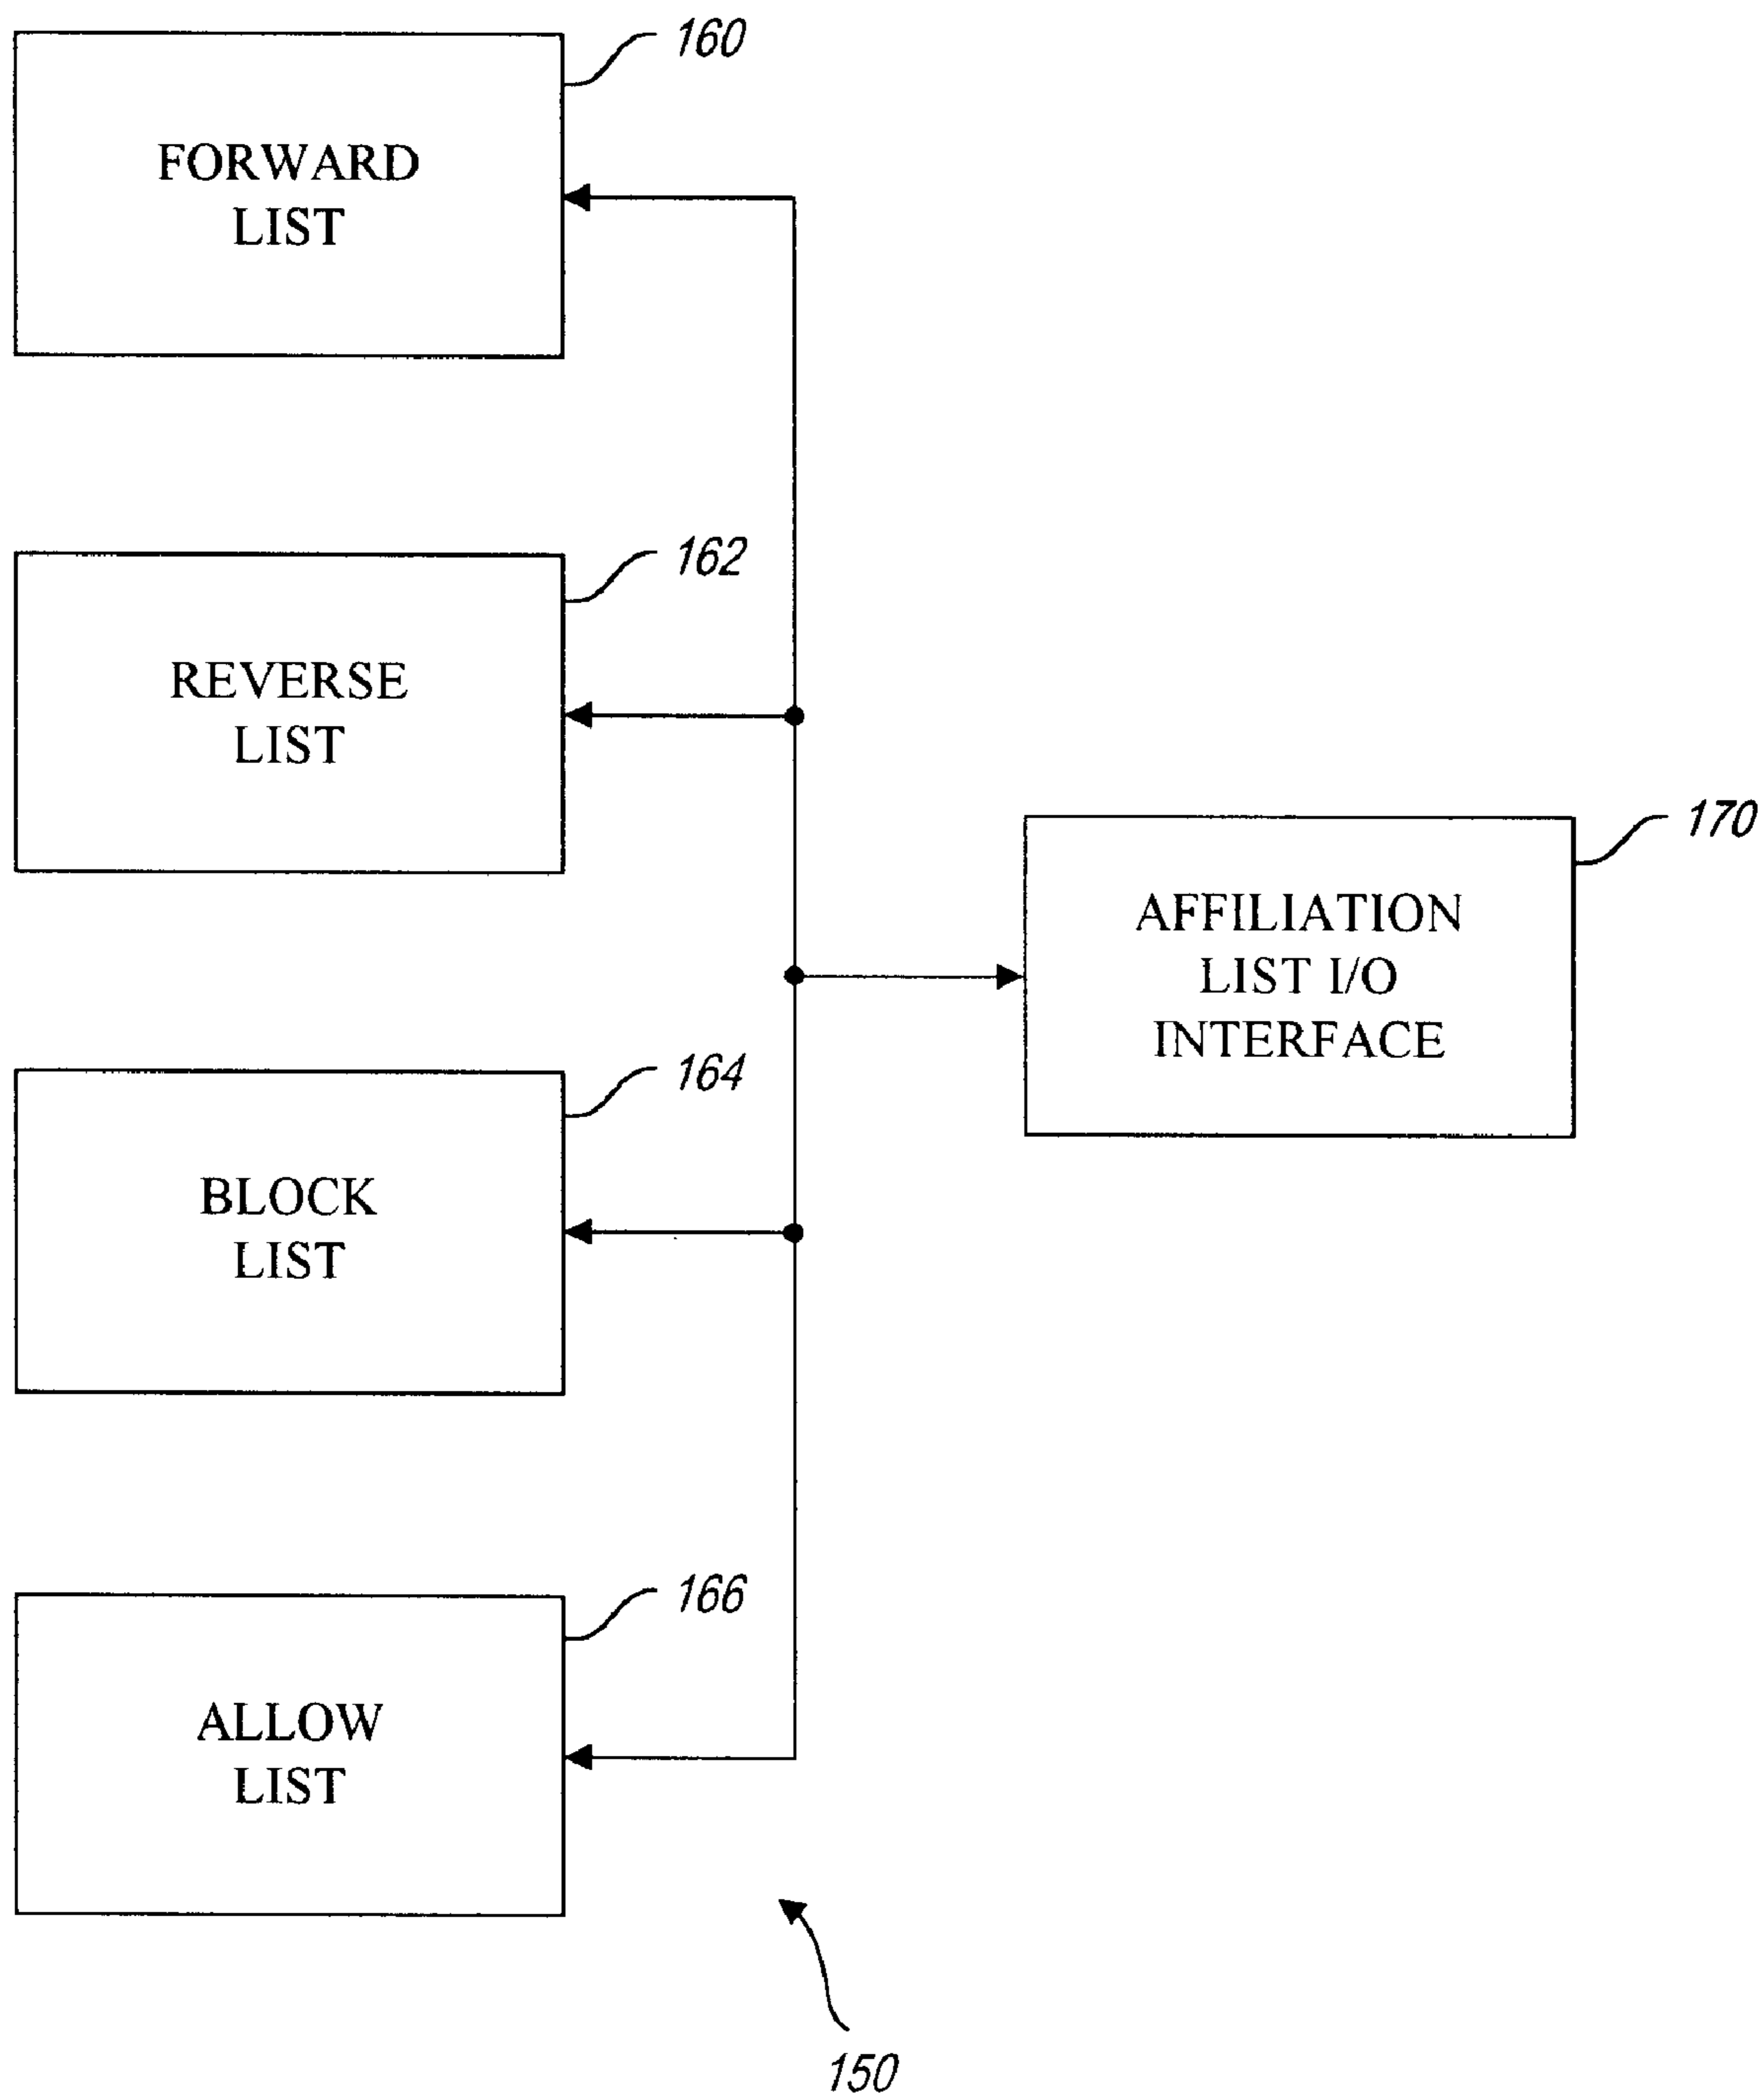 160
FORWARD
LIST
162
REVERSE
LIST
170
AFFILIATION
LIST I/O
INTERFACE
164
BLOCK
LIST
166
ALLOW
LIST
150